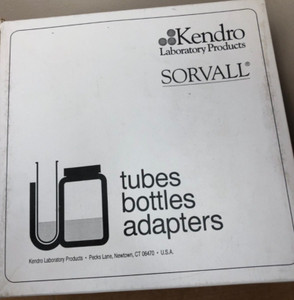 Kendro
Laboratory Products
SORVALL®
tubes
bottles
adapters
Kendro Laboratory Products • Pecks Lane, Newtown, CT 06470 • U.S.A.